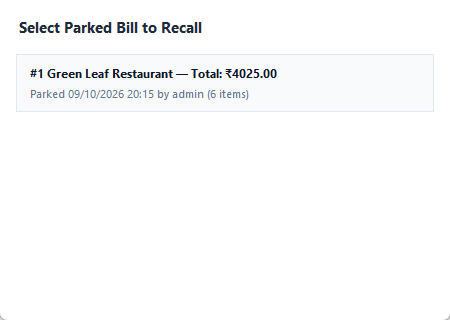 Select Parked Bill to Recall
#1 Green Leaf Restaurant — Total: ₹4025.00
Parked 09/10/2026 20:15 by admin (6 items)